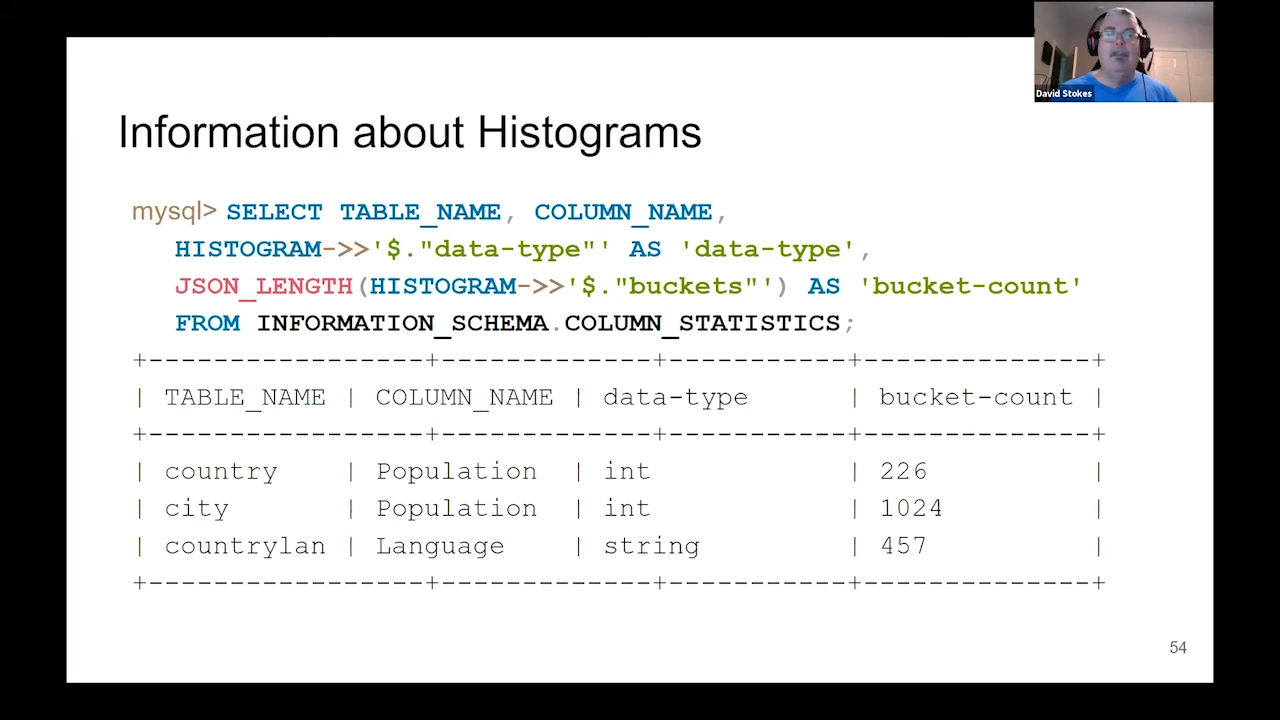 David Stokes
Information about Histograms
mysql> SELECT TABLE_NAME, COLUMN_NAME,
HISTOGRAM->>'$."data-type"' AS 'data-type',
JSON_LENGTH(HISTOGRAM->>'$."buckets"') AS 'bucket-count'
FROM INFORMATION_SCHEMA.COLUMN_STATISTICS;
+-----------------+-------------+-----------+--------------+
| TABLE_NAME | COLUMN_NAME | data-type | bucket-count |
+-----------------+-------------+-----------+--------------+
| country | Population | int | 226 |
| city | Population | int | 1024 |
| countrylan | Language | string | 457 |
+-----------------+-------------+-----------+--------------+
54